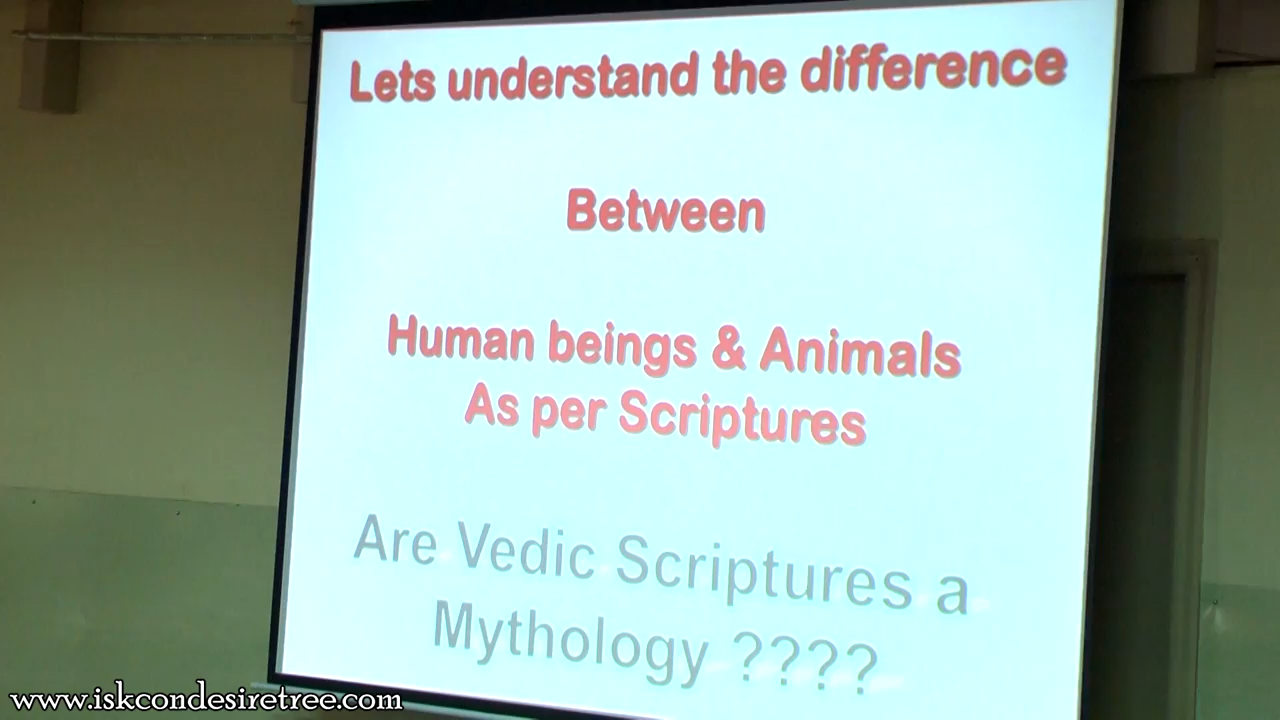 Lets understand the difference
Between
Human beings & Animals
As per Scriptures
Are Vedic Scriptures a
Mythology ????
www.iskcondesiretree.com